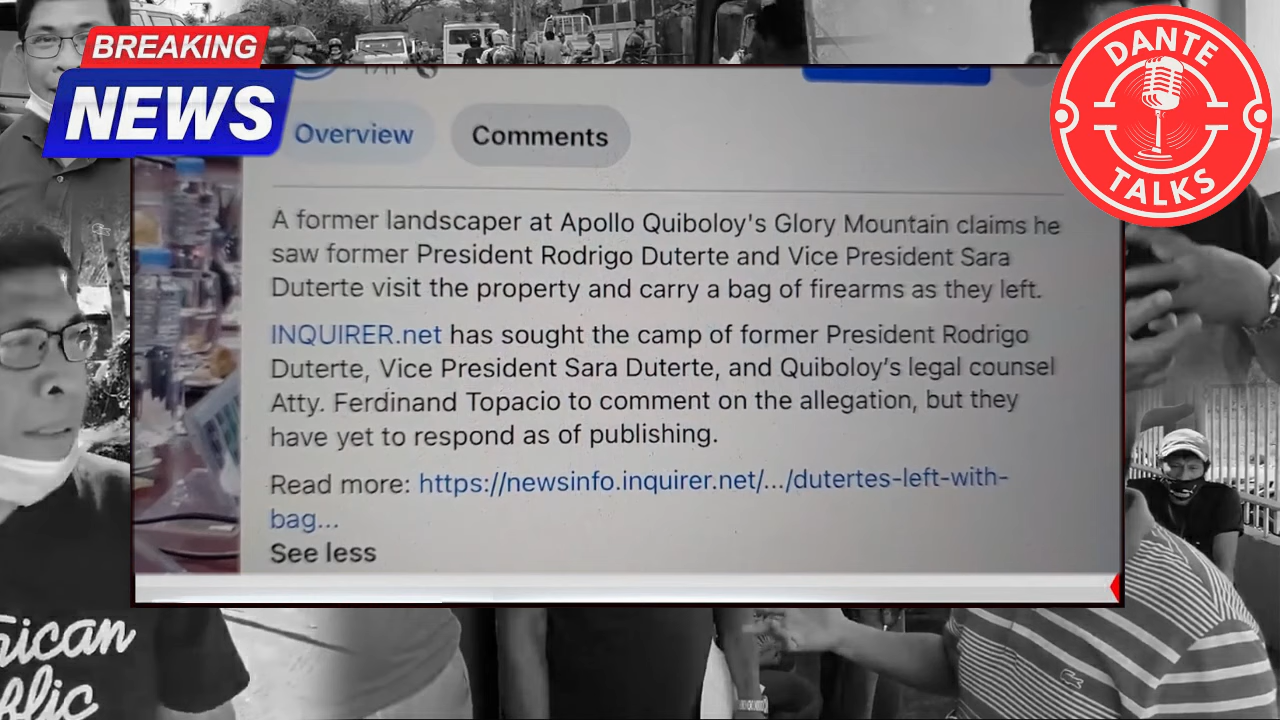 BREAKING
NEWS
DANTE
TALKS
Overview
Comments
A former landscaper at Apollo Quiboloy's Glory Mountain claims he
saw former President Rodrigo Duterte and Vice President Sara
Duterte visit the property and carry a bag of firearms as they left.
INQUIRER.net has sought the camp of former President Rodrigo
Duterte, Vice President Sara Duterte, and Quiboloy’s legal counsel
Atty. Ferdinand Topacio to comment on the allegation, but they
have yet to respond as of publishing.
Read more: https://newsinfo.inquirer.net/.../dutertes-left-with-
bag...
See less